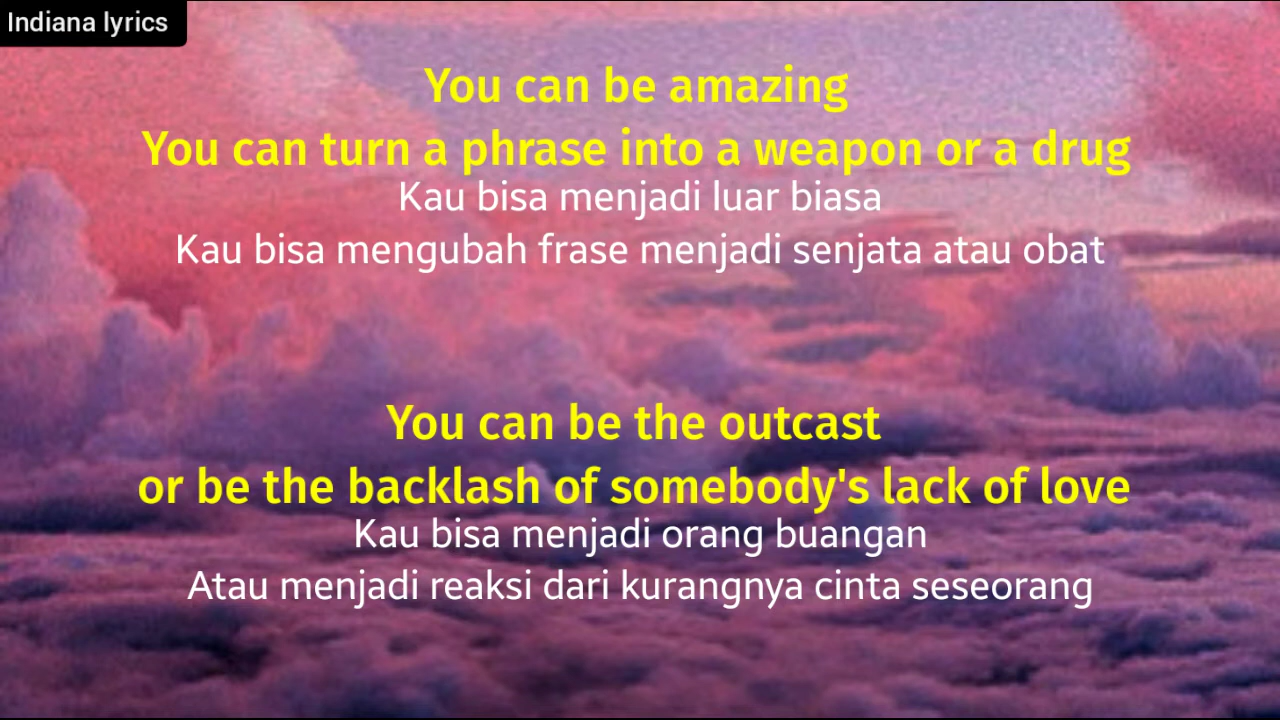 Indiana lyrics
You can be amazing
You can turn a phrase into a weapon or a drug
Kau bisa menjadi luar biasa
Kau bisa mengubah frase menjadi senjata atau obat
You can be the outcast
or be the backlash of somebody's lack of love
Kau bisa menjadi orang buangan
Atau menjadi reaksi dari kurangnya cinta seseorang